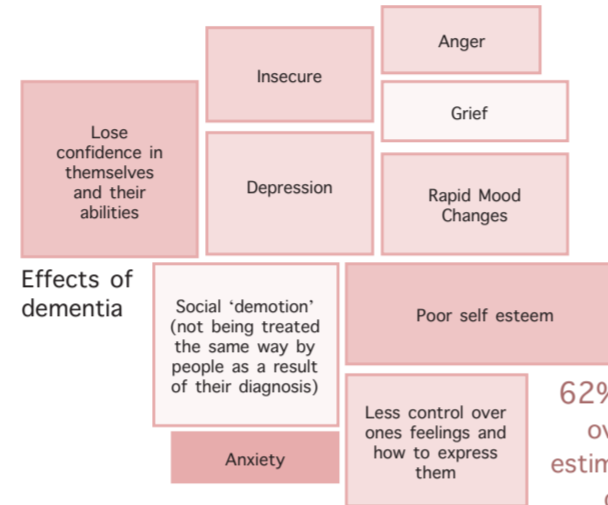 Anger
Insecure
Grief
Lose
confidence in
themselves
and their
abilities
Depression
Rapid Mood
Changes
Effects of
dementia
Social ‘demotion’
(not being treated
the same way by
people as a result
of their diagnosis)
Poor self esteem
Less control over
ones feelings and
how to express
them
Anxiety
62%